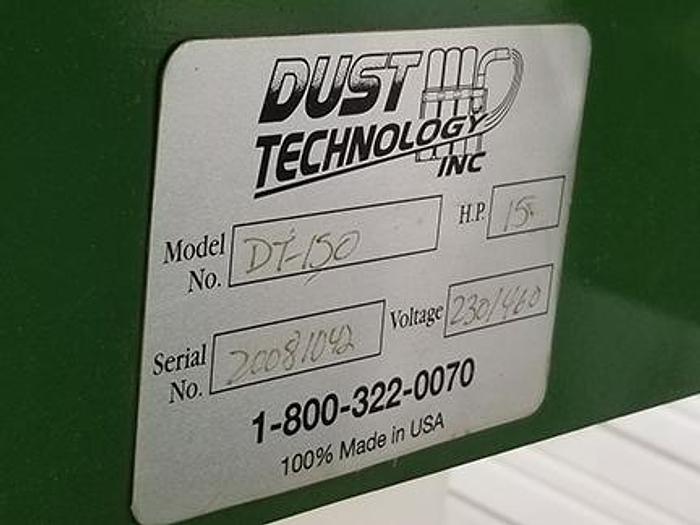 DUST
TECHNOLOGY
INC
Model No. DT-150 H.P. 15
Serial No. 20081042 Voltage 230/460
1-800-322-0070
100% Made in USA